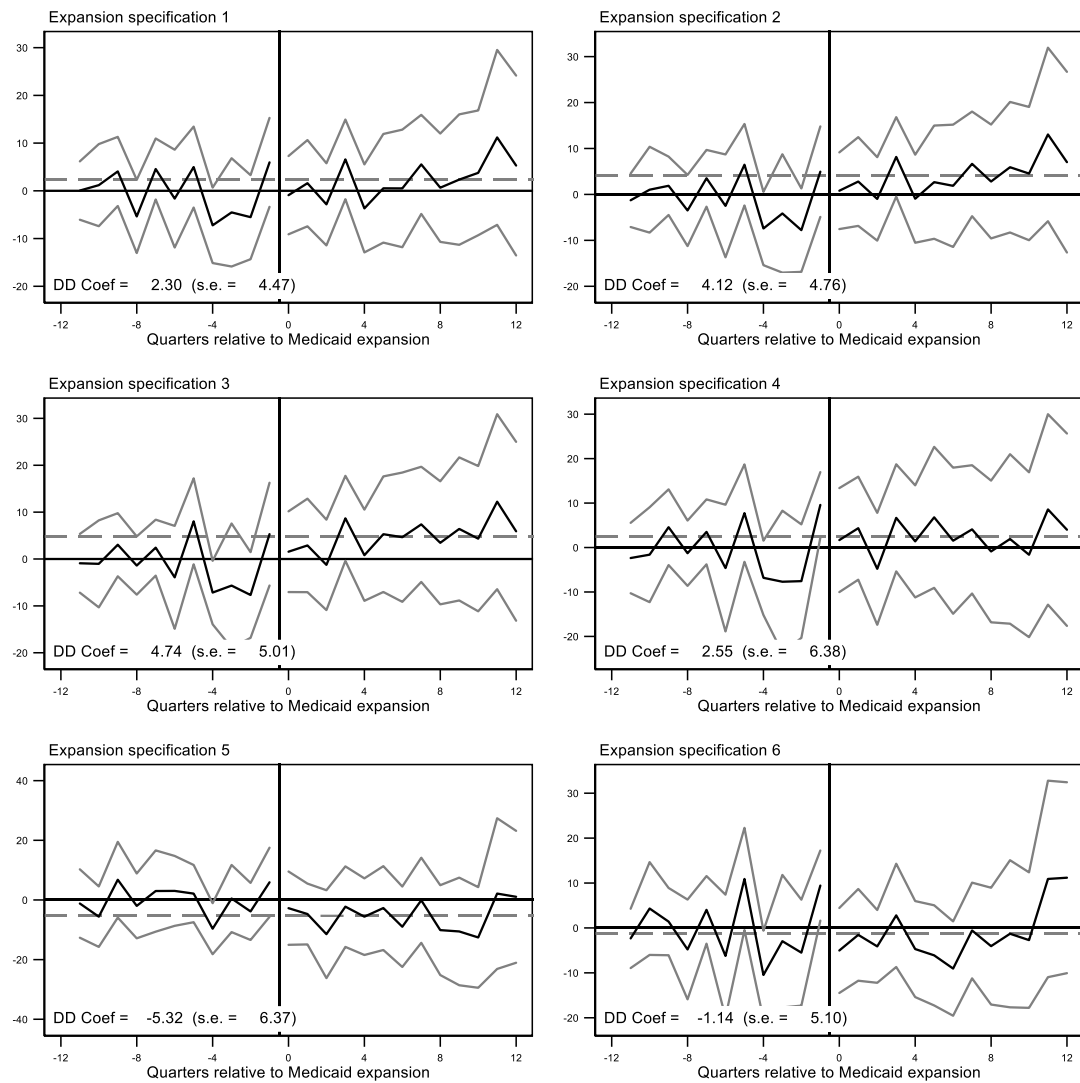 Expansion specification 1
30
20
10
0
-10
-20
DD Coef = 2.30 (s.e. = 4.47)
-12 -8 -4 0 4 8 12
Quarters relative to Medicaid expansion
Expansion specification 2
30
20
10
0
-10
-20
DD Coef = 4.12 (s.e. = 4.76)
-12 -8 -4 0 4 8 12
Quarters relative to Medicaid expansion
Expansion specification 3
30
20
10
0
-10
-20
DD Coef = 4.74 (s.e. = 5.01)
-12 -8 -4 0 4 8 12
Quarters relative to Medicaid expansion
Expansion specification 4
30
20
10
0
-10
-20
DD Coef = 2.55 (s.e. = 6.38)
-12 -8 -4 0 4 8 12
Quarters relative to Medicaid expansion
Expansion specification 5
40
20
0
-20
-40
DD Coef = -5.32 (s.e. = 6.37)
-12 -8 -4 0 4 8 12
Quarters relative to Medicaid expansion
Expansion specification 6
30
20
10
0
-10
-20
DD Coef = -1.14 (s.e. = 5.10)
-12 -8 -4 0 4 8 12
Quarters relative to Medicaid expansion